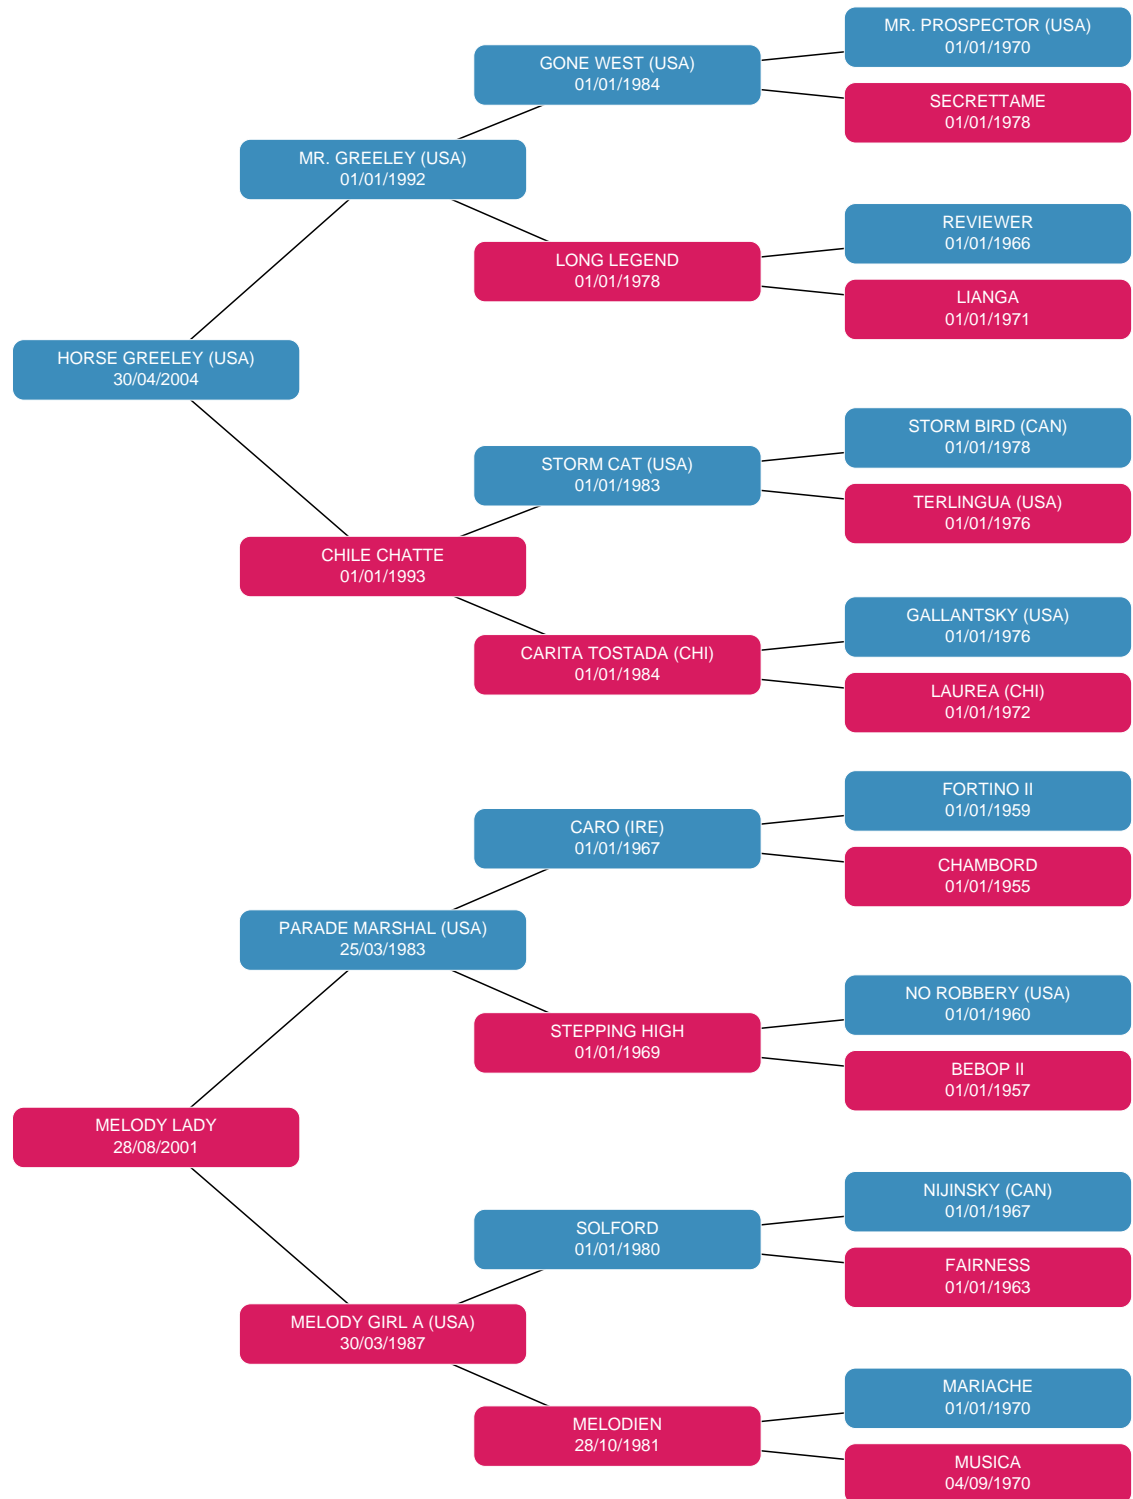 MR. PROSPECTOR (USA)
01/01/1970
GONE WEST (USA)
01/01/1984
SECRETTAME
01/01/1978
MR. GREELEY (USA)
01/01/1992
REVIEWER
01/01/1966
LONG LEGEND
01/01/1978
LIANGA
01/01/1971
HORSE GREELEY (USA)
30/04/2004
STORM BIRD (CAN)
01/01/1978
STORM CAT (USA)
01/01/1983
TERLINGUA (USA)
01/01/1976
CHILE CHATTE
01/01/1993
GALLANTSKY (USA)
01/01/1976
CARITA TOSTADA (CHI)
01/01/1984
LAUREA (CHI)
01/01/1972
FORTINO II
01/01/1959
CARO (IRE)
01/01/1967
CHAMBORD
01/01/1955
PARADE MARSHAL (USA)
25/03/1983
NO ROBBERY (USA)
01/01/1960
STEPPING HIGH
01/01/1969
BEBOP II
01/01/1957
MELODY LADY
28/08/2001
NIJINSKY (CAN)
01/01/1967
SOLFORD
01/01/1980
FAIRNESS
01/01/1963
MELODY GIRL A (USA)
30/03/1987
MARIACHE
01/01/1970
MELODIEN
28/10/1981
MUSICA
04/09/1970